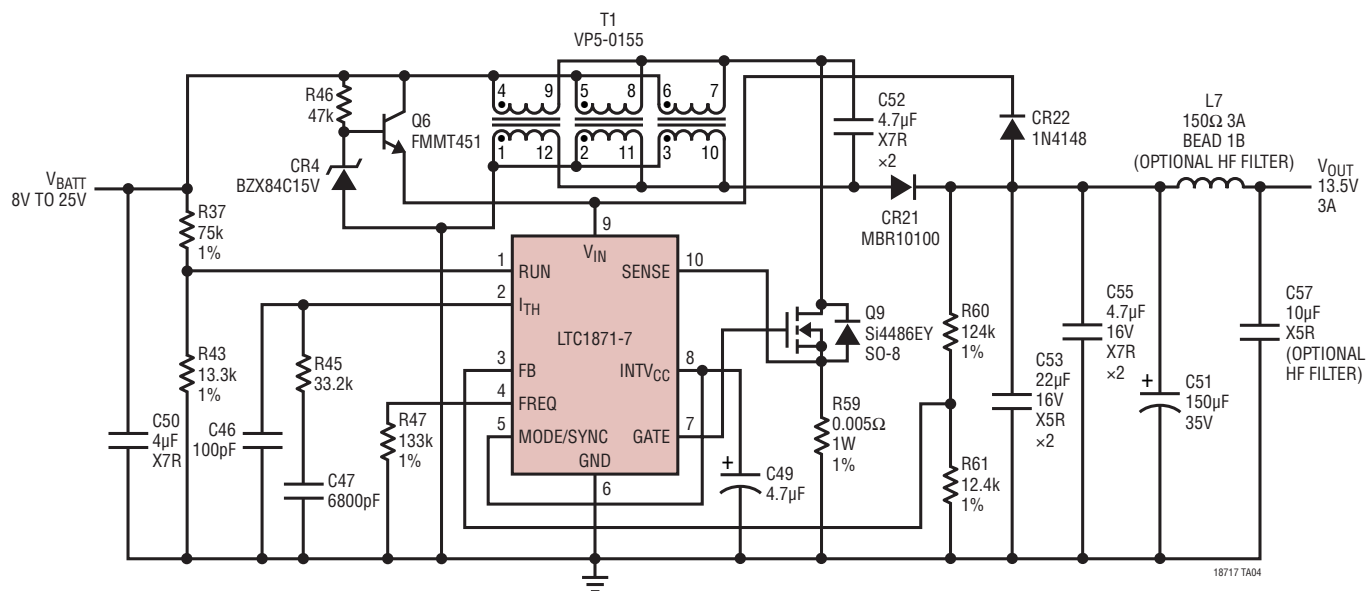 T1
VP5-0155
4
9
5
8
6
7
1
12
2
11
3
10
R46
47k
Q6
FMMT451
CR4
BZX84C15V
C52
4.7µF
X7R
×2
CR22
1N4148
L7
150Ω 3A
BEAD 1B
(OPTIONAL HF FILTER)
VBATT
8V TO 25V
VOUT
13.5V
3A
CR21
MBR10100
R37
75k
1%
9
VIN
1
RUN
SENSE
10
2
ITH
LTC1871-7
3
FB
INTVCC
8
4
FREQ
5
MODE/SYNC
GATE
7
GND
6
Q9
Si4486EY
SO-8
R60
124k
1%
C55
4.7µF
16V
X7R
×2
C57
10µF
X5R
(OPTIONAL
HF FILTER)
R43
13.3k
1%
R45
33.2k
C53
22µF
16V
X5R
×2
C51
150µF
35V
+
C50
4µF
X7R
C46
100pF
R47
133k
1%
R59
0.005Ω
1W
1%
C47
6800pF
+
C49
4.7µF
R61
12.4k
1%
18717 TA04